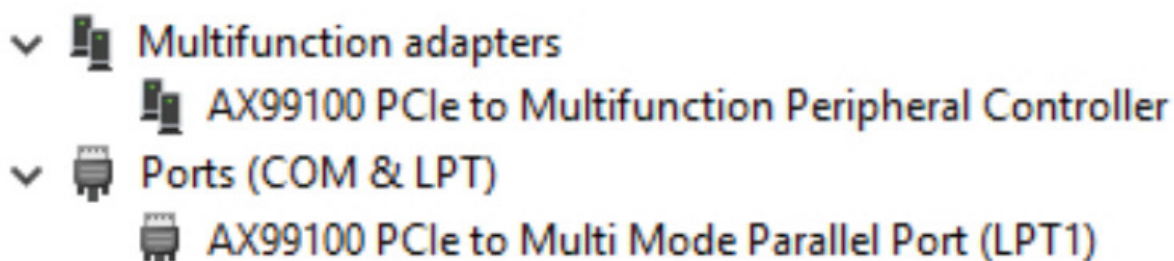 Multifunction adapters
AX99100 PCIe to Multifunction Peripheral Controller
Ports (COM & LPT)
AX99100 PCIe to Multi Mode Parallel Port (LPT1)